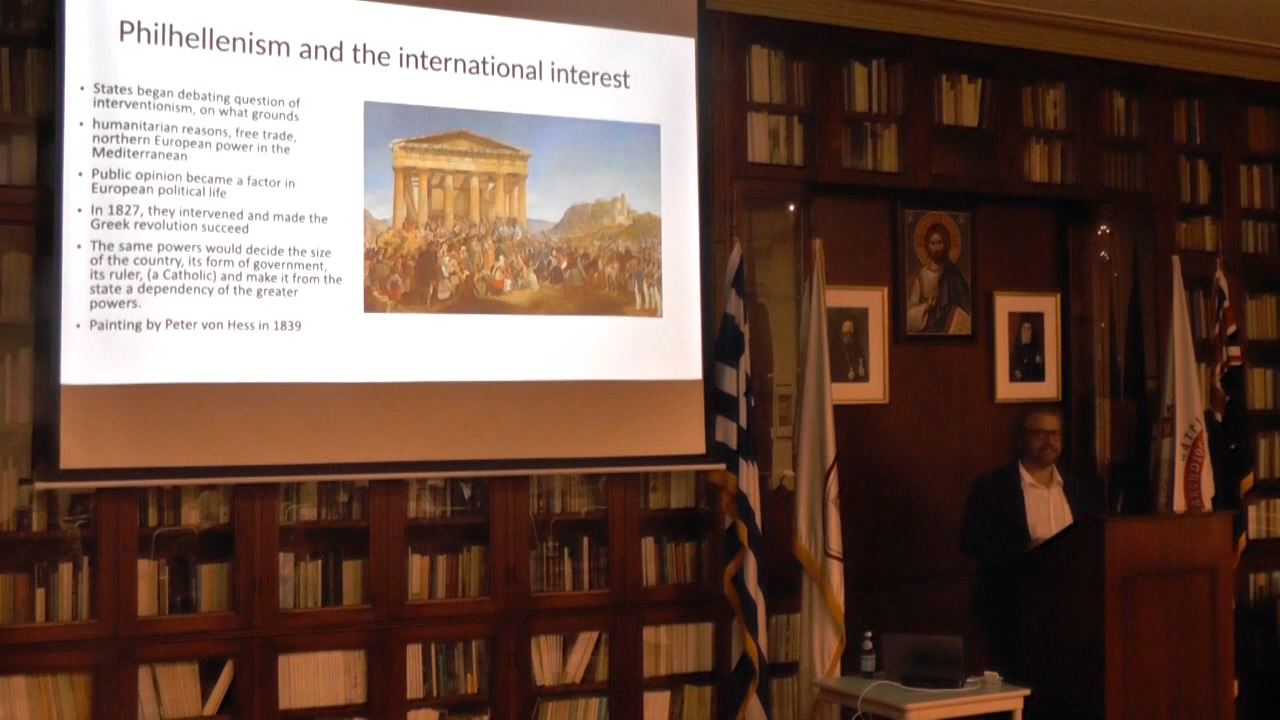 Philhellenism and the international interest
• States began debating question of
interventionism, on what grounds
• humanitarian reasons, free trade,
northern European power in the
Mediterranean
• Public opinion became a factor in
European political life
• In 1827, they intervened and made the
Greek revolution succeed
• The same powers would decide the size
of the country, its form of government,
its ruler, (a Catholic) and make it from the
state a dependency of the greater
powers.
• Painting by Peter von Hess in 1839